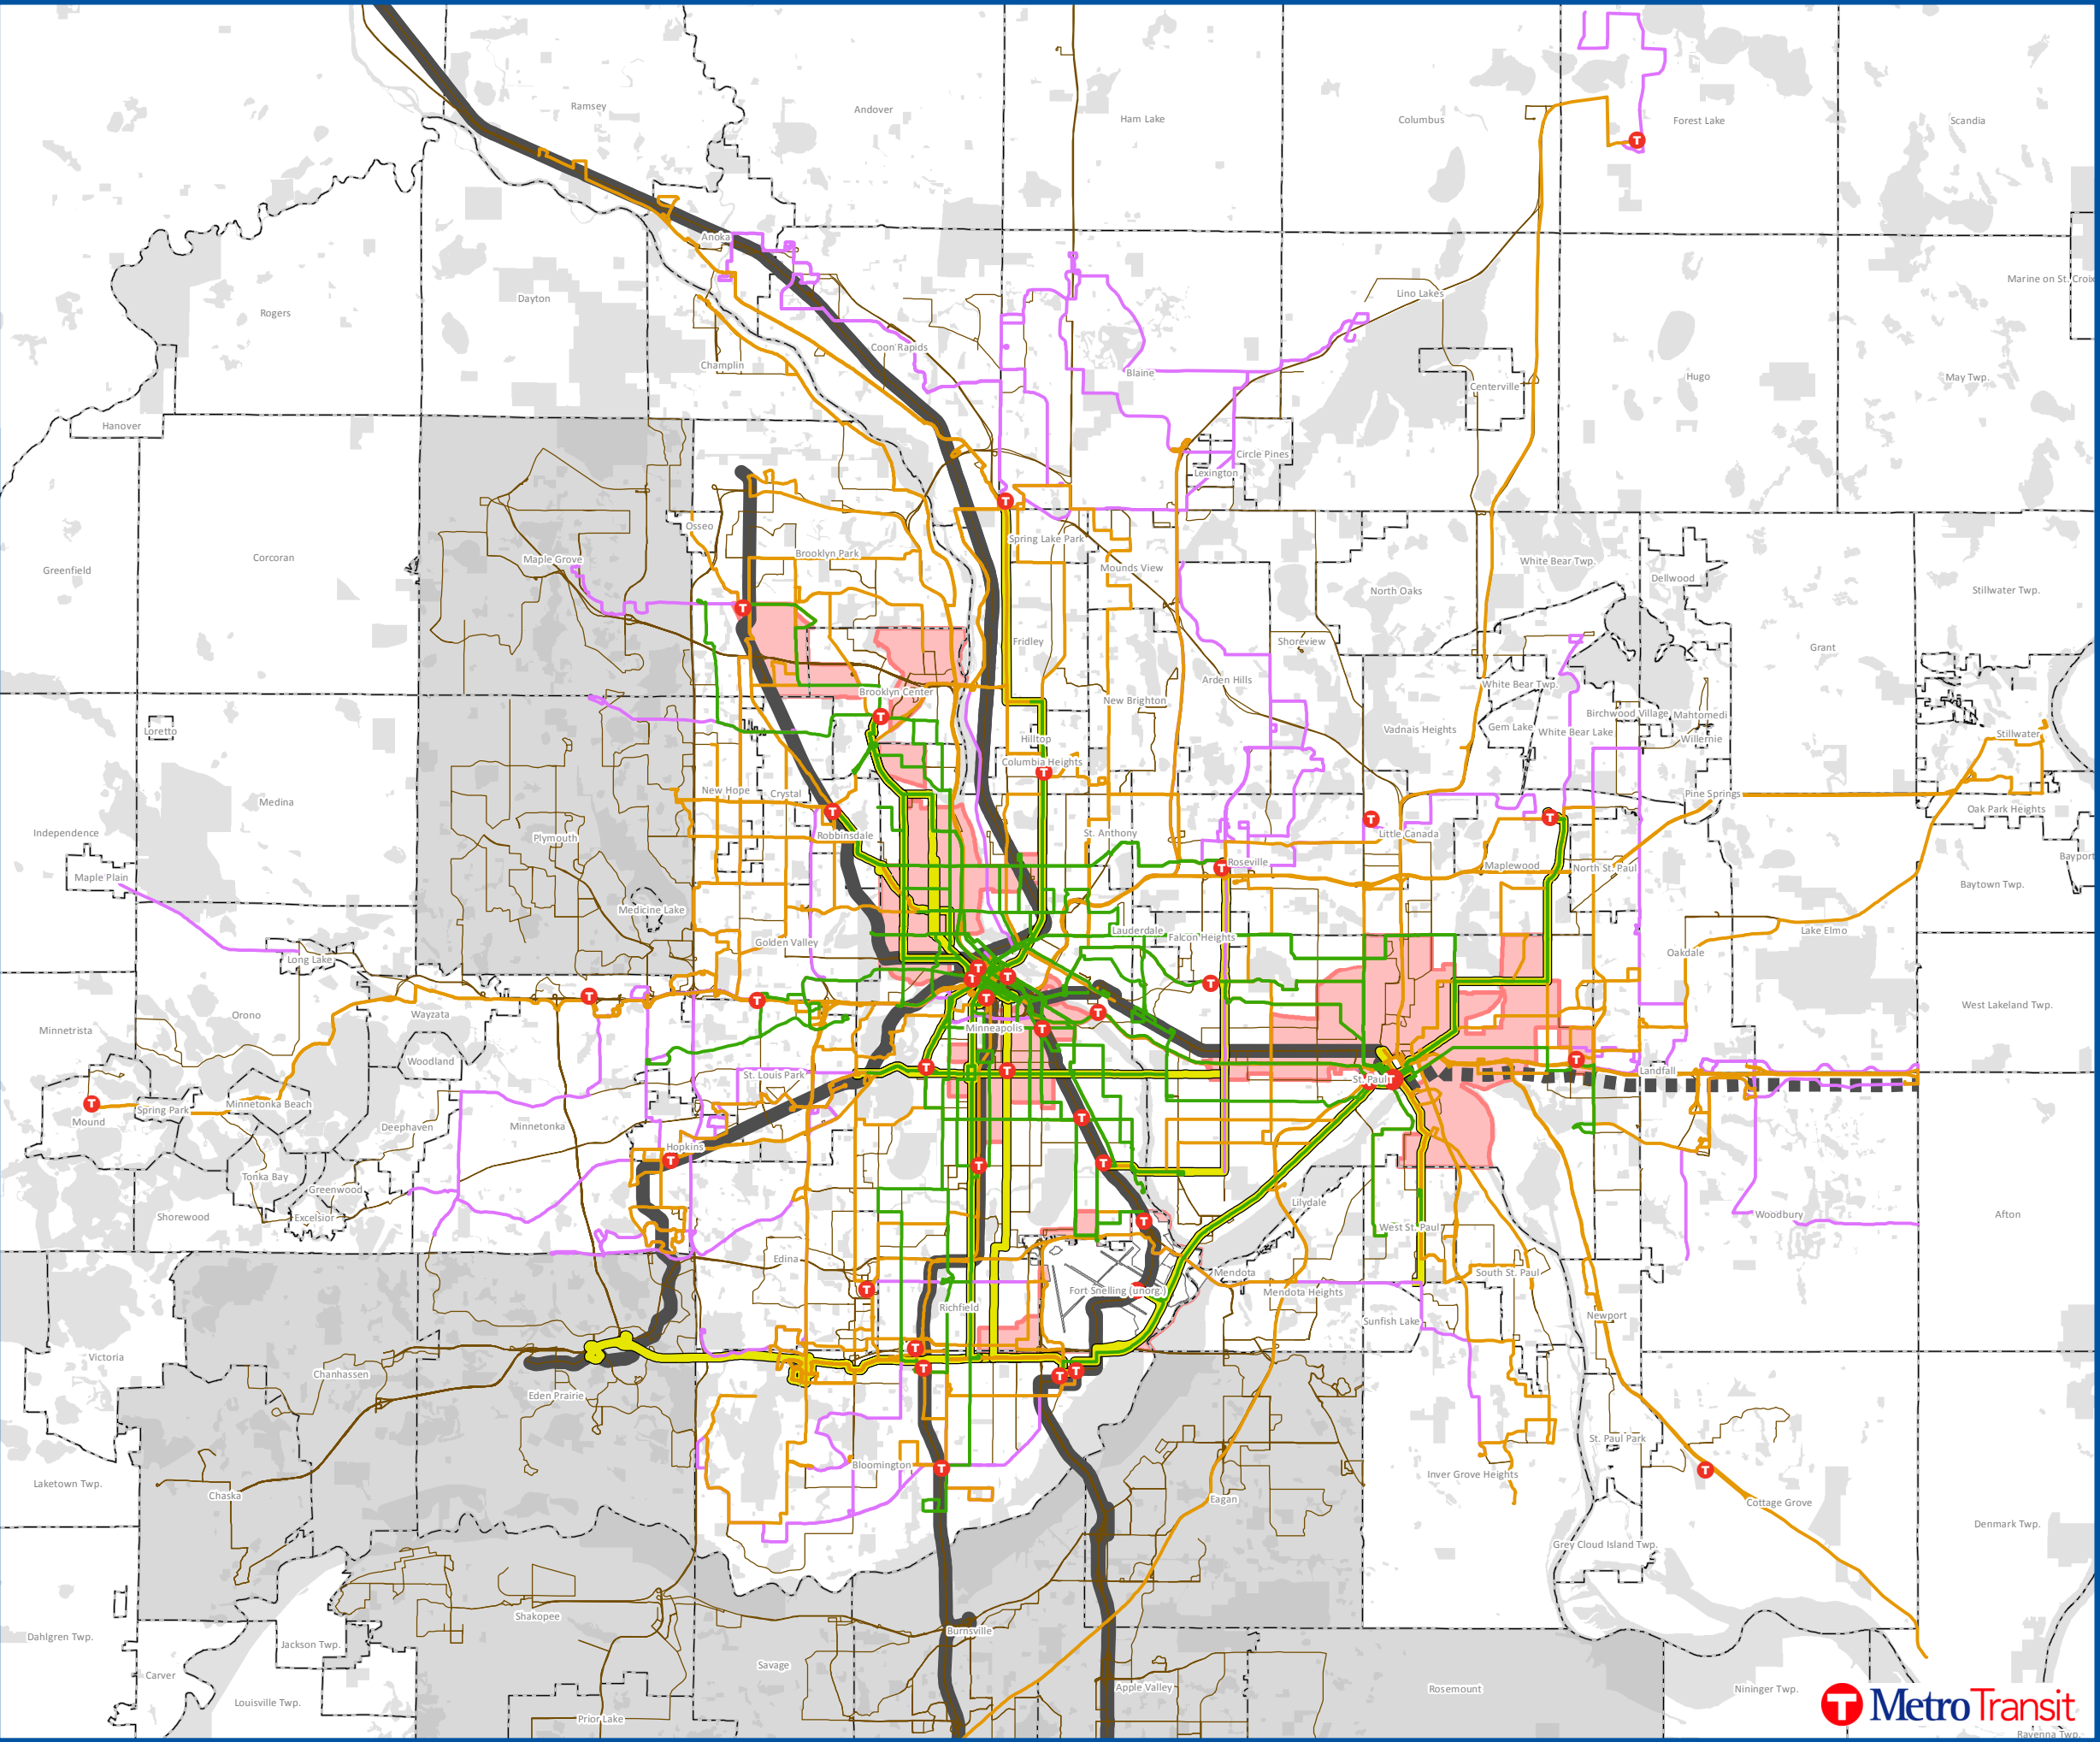 Ramsey
Andover
Ham Lake
Columbus
Forest Lake
Scandia
Anoka
Marine on St. Croix
Dayton
Lino Lakes
Rogers
Coon Rapids
Champlin
Blaine
Hugo
May Twp.
Centerville
Hanover
Circle Pines
Lexington
Osseo
Spring Lake Park
Brooklyn Park
Corcoran
Maple Grove
Greenfield
Mounds View
White Bear Twp.
Dellwood
North Oaks
Stillwater Twp.
Fridley
Shoreview
Grant
Arden Hills
White Bear Twp.
Brooklyn Center
New Brighton
Birchwood Village
Mahtomedi
Loretto
Gem Lake
Vadnais Heights
White Bear Lake
Stillwater
Hilltop
Willernie
Columbia Heights
New Hope
Crystal
Pine Springs
Medina
Oak Park Heights
Independence
Plymouth
Robbinsdale
St. Anthony
Little Canada
Bayport
Roseville
Maplewood
North St. Paul
Maple Plain
Baytown Twp.
Medicine Lake
Lauderdale
Lake Elmo
Falcon Heights
Golden Valley
Oakdale
Long Lake
West Lakeland Twp.
Orono
Wayzata
Minneapolis
Minnetrista
Woodland
Landfall
St. Louis Park
St. Paul
Minnetonka Beach
Spring Park
Mound
Deephaven
Minnetonka
Hopkins
Tonka Bay
Greenwood
Lilydale
Shorewood
Excelsior
Woodbury
Afton
West St. Paul
Edina
Mendota
South St. Paul
Fort Snelling (unorg.)
Mendota Heights
Richfield
Newport
Sunfish Lake
Victoria
Chanhassen
Eden Prairie
St. Paul Park
Bloomington
Inver Grove Heights
Laketown Twp.
Chaska
Eagan
Cottage Grove
Denmark Twp.
Grey Cloud Island Twp.
Shakopee
Burnsville
Dahlgren Twp.
Jackson Twp.
Savage
Carver
Apple Valley
Rosemount
Nininger Twp.
Louisville Twp.
Prior Lake
T MetroTransit
Ravenna Twp.